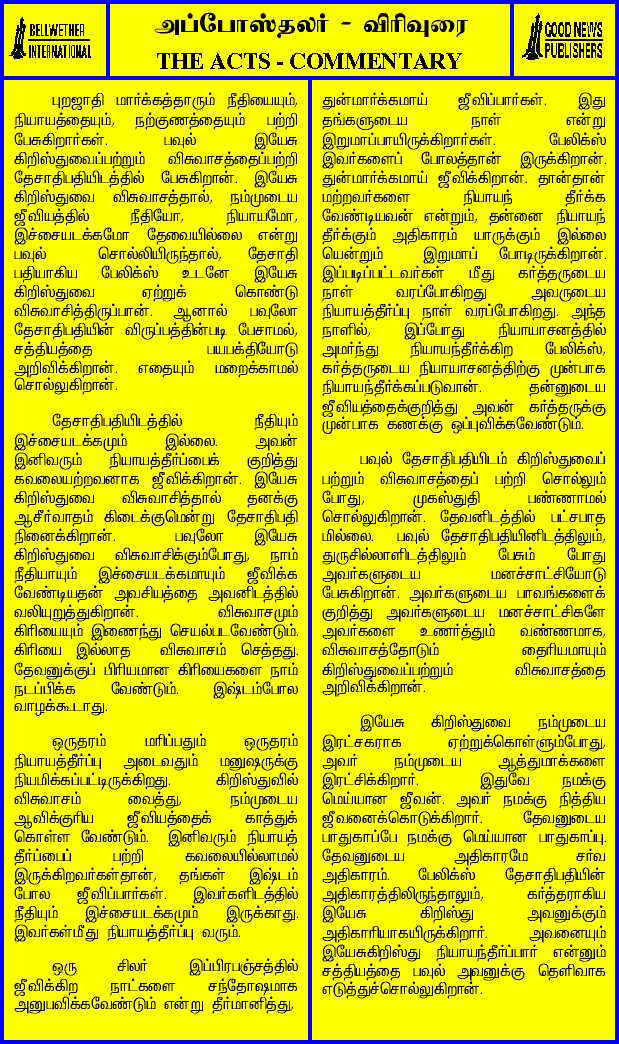 BELLWETHER
INTERNATIONAL
அப்போஸ்தலர் - விரிவுரை
THE ACTS - COMMENTARY
GOOD NEWS
PUBLISHERS
புறஜாதி மார்க்கத்தாரும் நீதியையும்,
நியாயத்தையும், நற்குணத்தையும் பற்றி
பேசுகிறார்கள். பவுல் இயேசு
கிறிஸ்துவைப்பற்றும் விசுவாசத்தைப்பற்றி
தேசாதிபதியிடத்தில் பேசுகிறான். இயேசு
கிறிஸ்துவை விசுவாசித்தால், நம்முடைய
ஜீவியத்தில் நீதியோ, நியாயமோ,
இச்சையடக்கமோ தேவையில்லை என்று
பவுல் சொல்லியிருந்தால், தேசாதி
பதியாகிய பேலிக்ஸ் உடனே இயேசு
கிறிஸ்துவை ஏற்றுக் கொண்டு
விசுவாசித்திருப்பான். ஆனால் பவுலோ
தேசாதிபதியின் விருப்பத்தின்படி பேசாமல்,
சத்தியத்தை பயபக்தியோடு
அறிவிக்கிறான். எதையும் மறைக்காமல்
சொல்லுகிறான்.
தேசாதிபதியிடத்தில் நீதியும்
இச்சையடக்கமும் இல்லை. அவன்
இனிவரும் நியாயத்தீர்ப்பைக் குறித்து
கவலையற்றவனாக ஜீவிக்கிறான். இயேசு
கிறிஸ்துவை விசுவாசித்தால் தனக்கு
ஆசீர்வாதம் கிடைக்குமென்று தேசாதிபதி
நினைக்கிறான். பவுலோ இயேசு
கிறிஸ்துவை விசுவாசிக்கும்போது, நாம்
நீதியாயும் இச்சையடக்கமாயும் ஜீவிக்க
வேண்டியதன் அவசியத்தை அவனிடத்தில்
வலியுறுத்துகிறான். விசுவாசமும்
கிரியையும் இணைந்து செயல்படவேண்டும்.
கிரியை இல்லாத விசுவாசம் செத்தது.
தேவனுக்குப் பிரியமான கிரியைகளை நாம்
நடப்பிக்க வேண்டும். இஷ்டம்போல
வாழக்கூடாது.
ஒருதரம் மரிப்பதும் ஒருதரம்
நியாயத்தீர்ப்பு அடைவதும் மனுஷருக்கு
நியமிக்கப்பட்டிருக்கிறது. கிறிஸ்துவில்
விசுவாசம் வைத்து, நம்முடைய
ஆவிக்குரிய ஜீவியத்தைக் காத்துக்
கொள்ள வேண்டும். இனிவரும் நியாயத்
தீர்ப்பைப் பற்றி கவலையில்லாமல்
இருக்கிறவர்கள்தான், தங்கள் இஷ்டம்
போல ஜீவிப்பார்கள். இவர்களிடத்தில்
நீதியும் இச்சையடக்கமும் இருக்காது.
இவர்கள்மீது நியாயத்தீர்ப்பு வரும்.
ஒரு சிலர் இப்பிரபஞ்சத்தில்
ஜீவிக்கிற நாட்களை சந்தோஷமாக
அனுபவிக்கவேண்டும் என்று தீர்மானித்து,
துன்மார்க்கமாய் ஜீவிப்பார்கள். இது
தங்களுடைய நாள் என்று
இறுமாப்பாயிருக்கிறார்கள். பேலிக்ஸ்
இவர்களைப் போலத்தான் இருக்கிறான்.
துன்மார்க்கமாய் ஜீவிக்கிறான். தான்தான்
மற்றவர்களை நியாயந் தீர்க்க
வேண்டியவன் என்றும், தன்னை நியாயந்
தீர்க்கும் அதிகாரம் யாருக்கும் இல்லை
யென்றும் இறுமாப் போடிருக்கிறான்.
இப்படிப்பட்டவர்கள் மீது கர்த்தருடைய
நாள் வரப்போகிறது அவருடைய
நியாயத்தீர்ப்பு நாள் வரப்போகிறது. அந்த
நாளில், இப்போது நியாயாசனத்தில்
அமர்ந்து நியாயந்தீர்க்கிற பேலிக்ஸ்,
கர்த்தருடைய நியாயாசனத்திற்கு முன்பாக
நியாயந்தீர்க்கப்படுவான். தன்னுடைய
ஜீவியத்தைக்குறித்து அவன் கர்த்தருக்கு
முன்பாக கணக்கு ஒப்புவிக்கவேண்டும்.
பவுல் தேசாதிபதியிடம் கிறிஸ்துவைப்
பற்றும் விசுவாசத்தைப் பற்றி சொல்லும்
போது, முகஸ்துதி பண்ணாமல்
சொல்லுகிறான். தேவனிடத்தில் பட்சபாத
மில்லை. பவுல் தேசாதிபதியினிடத்திலும்,
துருசில்லாளிடத்திலும் பேசும் போது
அவர்களுடைய மனச்சாட்சியோடு
பேசுகிறான். அவர்களுடைய பாவங்களைக்
குறித்து அவர்களுடைய மனச்சாட்சிகளே
அவர்களை உணர்த்தும் வண்ணமாக,
விசுவாசத்தோடும் தைரியமாயும்
கிறிஸ்துவைப்பற்றும் விசுவாசத்தை
அறிவிக்கிறான்.
இயேசு கிறிஸ்துவை நம்முடைய
இரட்சகராக ஏற்றுக்கொள்ளும்போது,
அவர் நம்முடைய ஆத்துமாக்களை
இரட்சிக்கிறார். இதுவே நமக்கு
மெய்யான ஜீவன். அவர் நமக்கு நித்திய
ஜீவனைக்கொடுக்கிறார். தேவனுடைய
பாதுகாப்பே நமக்கு மெய்யான பாதுகாப்பு.
தேவனுடைய அதிகாரமே சர்வ
அதிகாரம். பேலிக்ஸ் தேசாதிபதியின்
அதிகாரத்திலிருந்தாலும், கர்த்தராகிய
இயேசு கிறிஸ்து அவனுக்கும்
அதிகாரியாகயிருக்கிறார். அவனையும்
இயேசுகிறிஸ்து நியாயந்தீர்ப்பார் என்னும்
சத்தியத்தை பவுல் அவனுக்கு தெளிவாக
எடுத்துச்சொல்லுகிறான்.